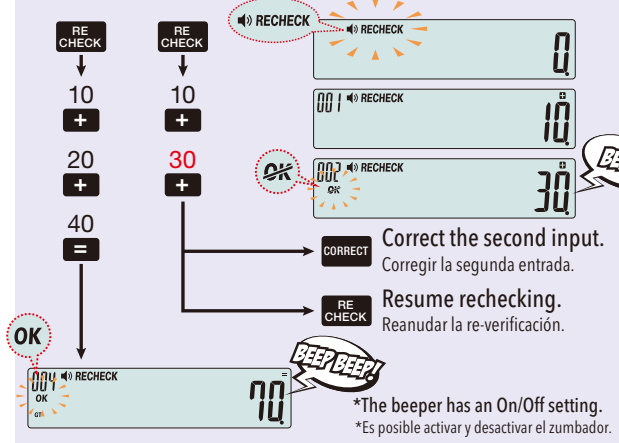 RE CHECK
10
+
20
+
40
=
RE CHECK
10
+
30
+
RECHECK
RECHECK
0.
001 RECHECK
10.
OK
002 RECHECK
OK
30.
CORRECT
Correct the second input.
Corregir la segunda entrada.
RE CHECK
Resume rechecking.
Reanudar la re-verificación.
OK
004 RECHECK =
OK
GT
70.
BEEP BEEP!
*The beeper has an On/Off setting.
*Es posible activar y desactivar el zumbador.